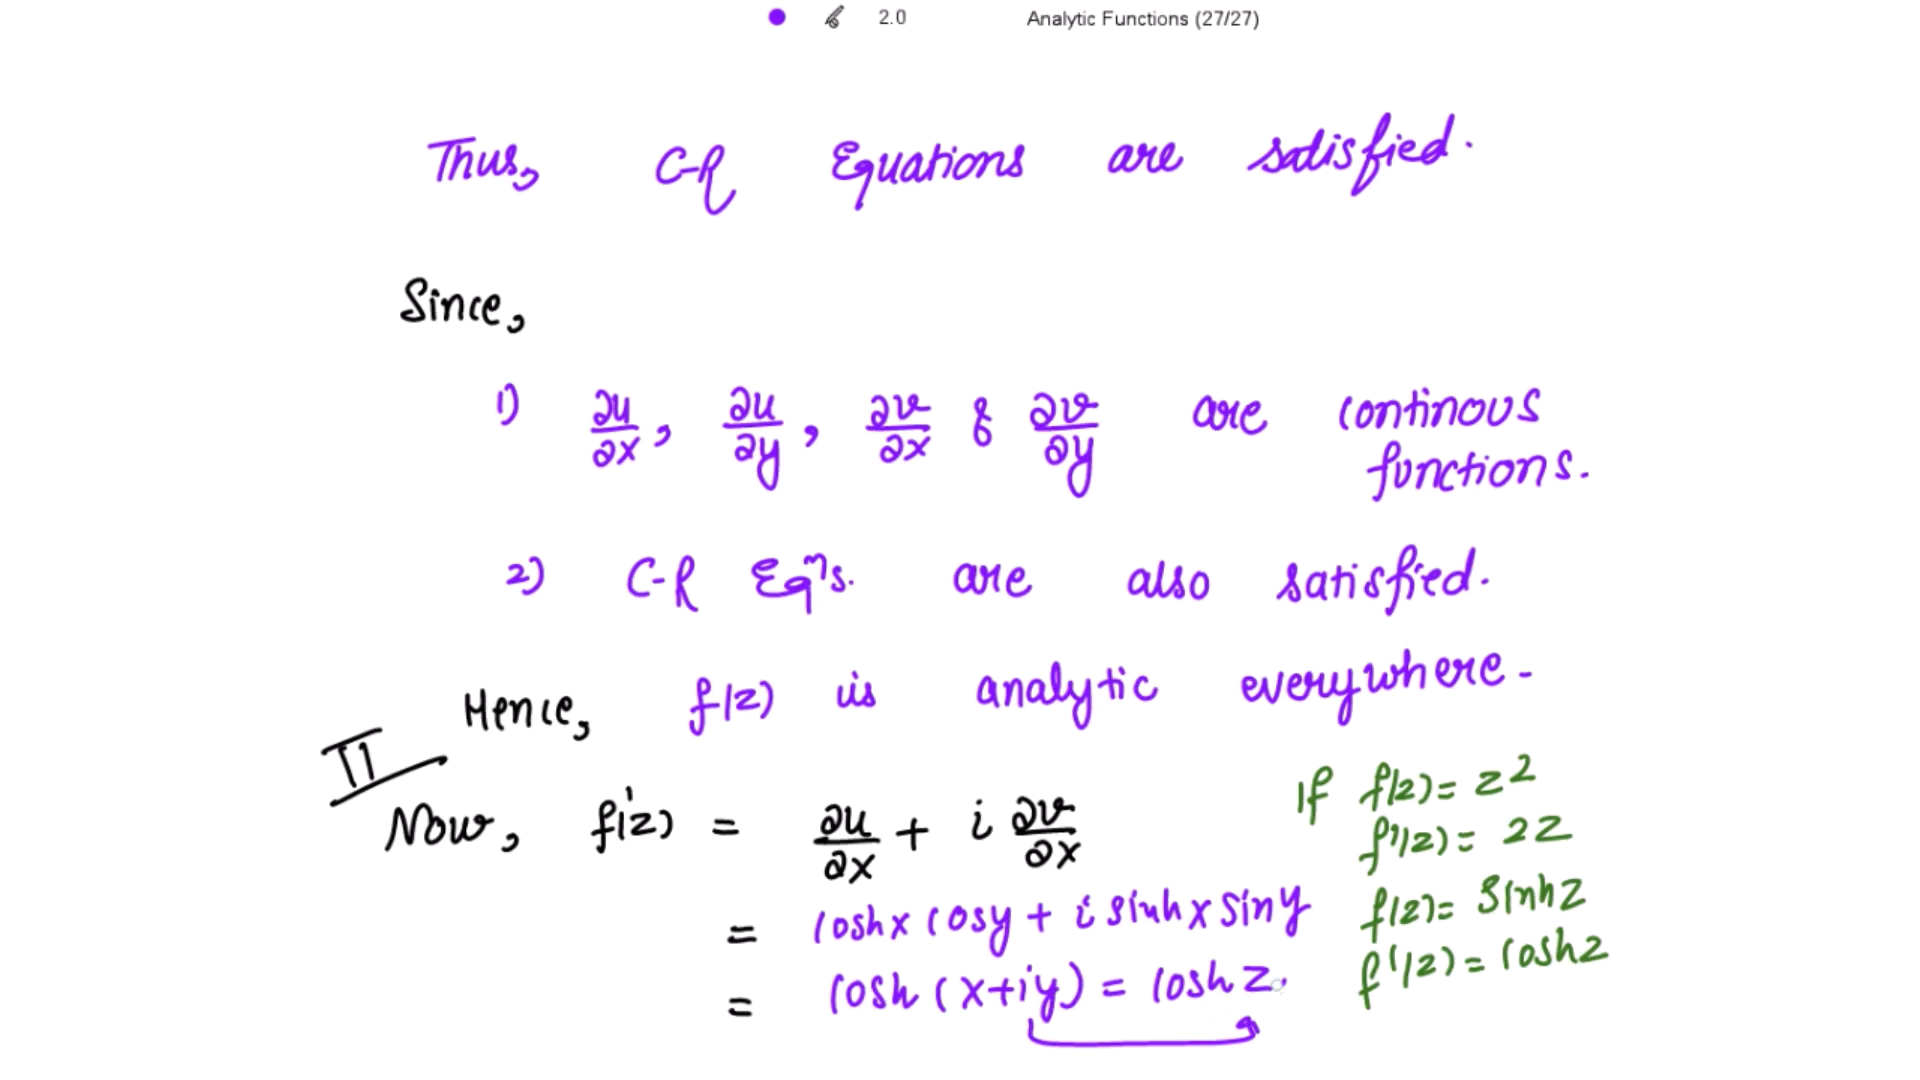 2.0 Analytic Functions (27/27)
Thus, C-R Equations are satisfied.
Since,
1) ∂u/∂x, ∂u/∂y, ∂v/∂x & ∂v/∂y are continous
functions.
2) C-R Eqⁿs. are also satisfied.
Hence, f(z) is analytic everywhere.
II
Now, f'(z) = ∂u/∂x + i ∂v/∂x
= coshx cosy + i sinhx siny
= cosh (x+iy) = cosh z.
If f(z) = z²
f'(z) = 2z
f(z) = Sinhz
f'(z) = coshz